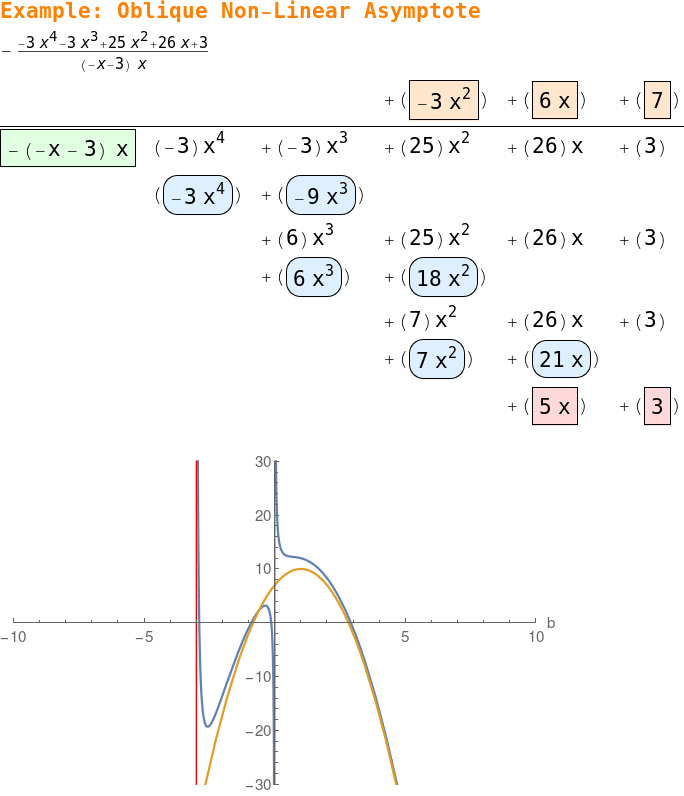 Example: Oblique Non-Linear Asymptote
− (−3 x⁴−3 x³+25 x²+26 x+3)/((−x−3) x)
+ ( −3 x² ) + ( 6 x ) + ( 7 )
− (−x − 3) x (−3) x⁴ + (−3) x³ + (25) x² + (26) x + (3)
( −3 x⁴ ) + ( −9 x³ )
+ (6) x³ + (25) x² + (26) x + (3)
+ ( 6 x³ ) + ( 18 x² )
+ (7) x² + (26) x + (3)
+ ( 7 x² ) + ( 21 x )
+ ( 5 x ) + ( 3 )
30
20
10
−10 −5 5 10 b
−10
−20
−30